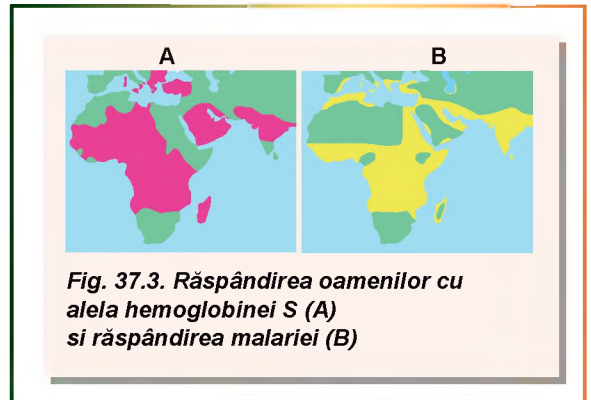 A B
Fig. 37.3. Răspândirea oamenilor cu
alela hemoglobinei S (A)
si răspândirea malariei (B)